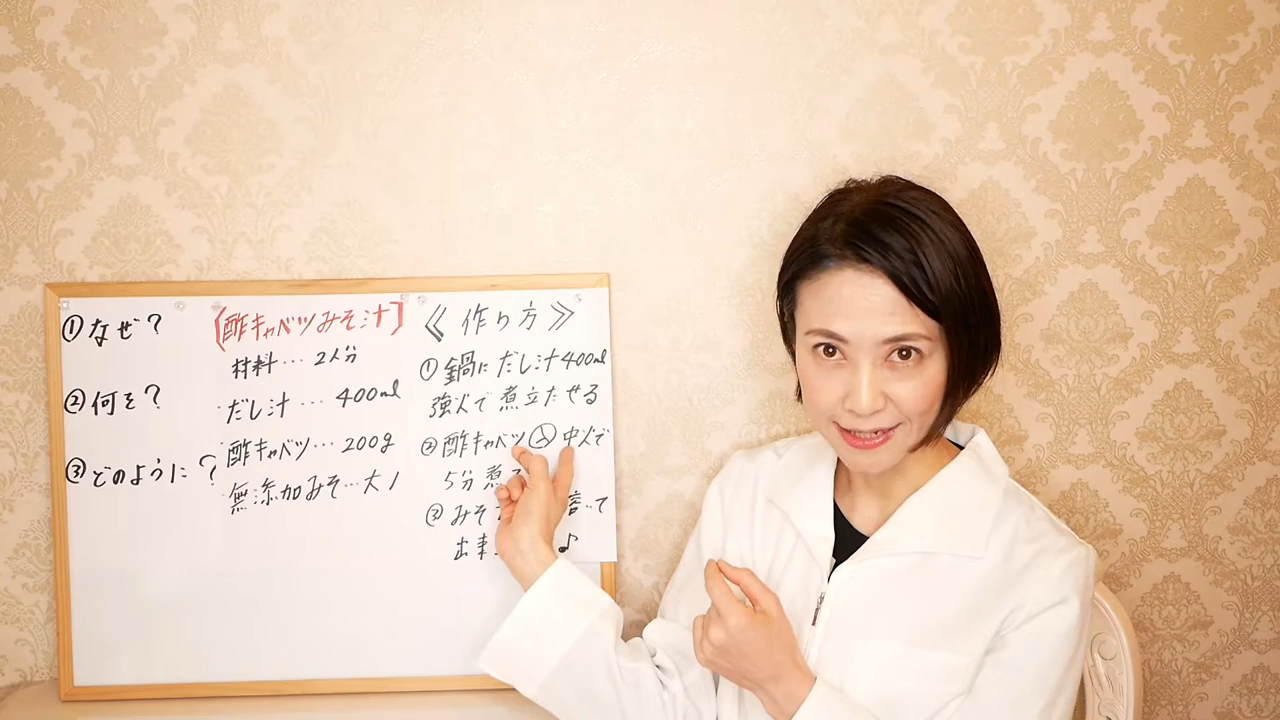 ①なぜ?
②何を?
③どのように?
〔酢キャベツみそ汁〕
材料…2人分
・だし汁…400ml
・酢キャベツ…200g
・無添加みそ…大1
《作り方》
①鍋にだし汁400ml
強火で煮立たせる
②酢キャベツ入中火で
5分煮
③みそ 溶って
出来 ♪